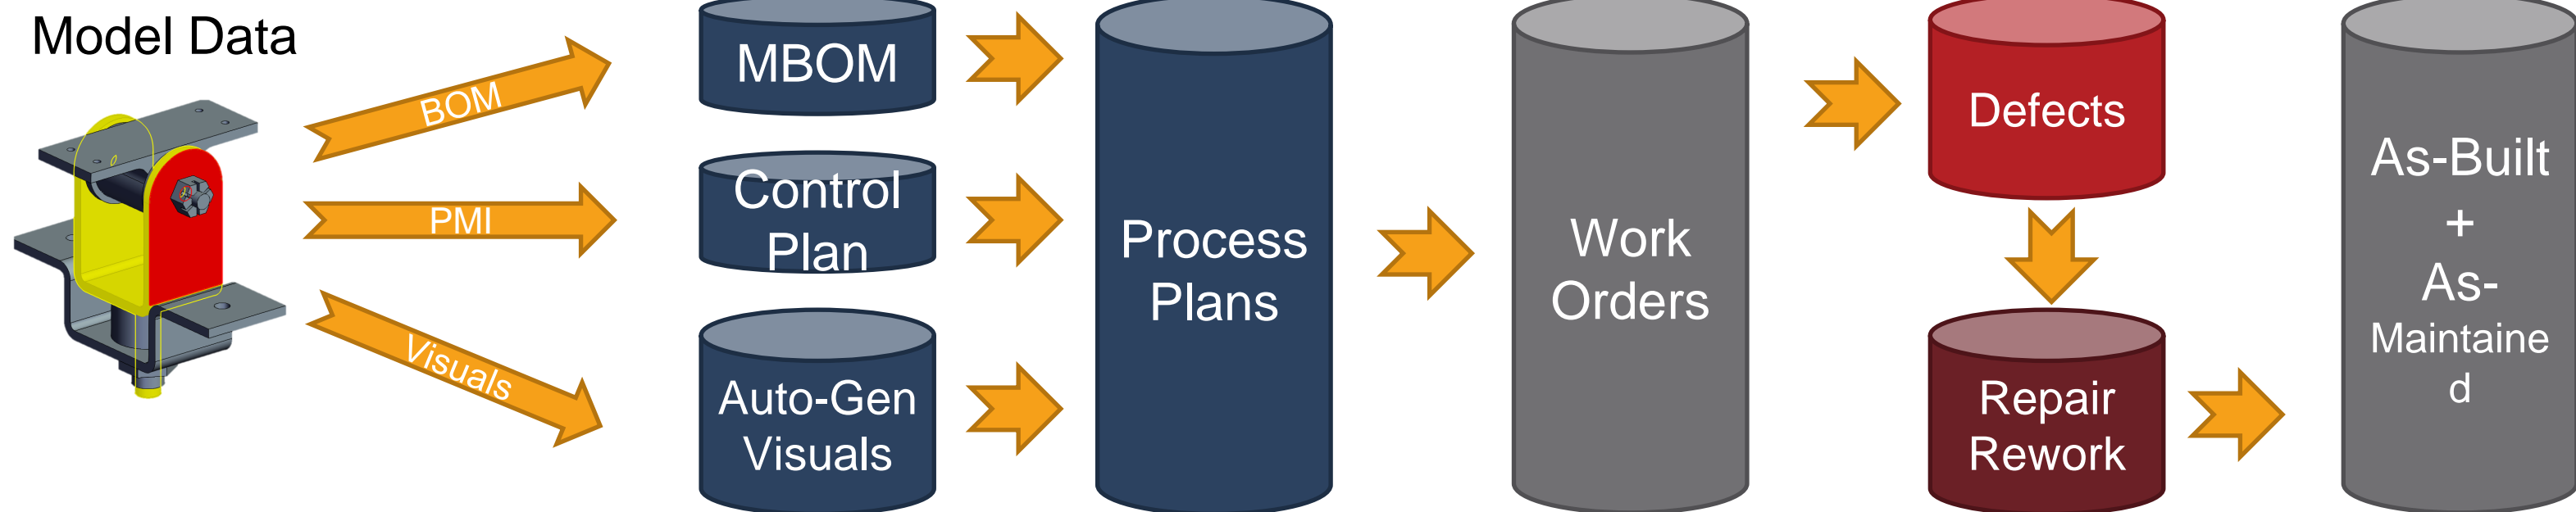 Model Data
BOM
PMI
Visuals
MBOM
Control
Plan
Auto-Gen
Visuals
Process
Plans
Work
Orders
Defects
Repair
Rework
As-Built
+
As-
Maintaine
d